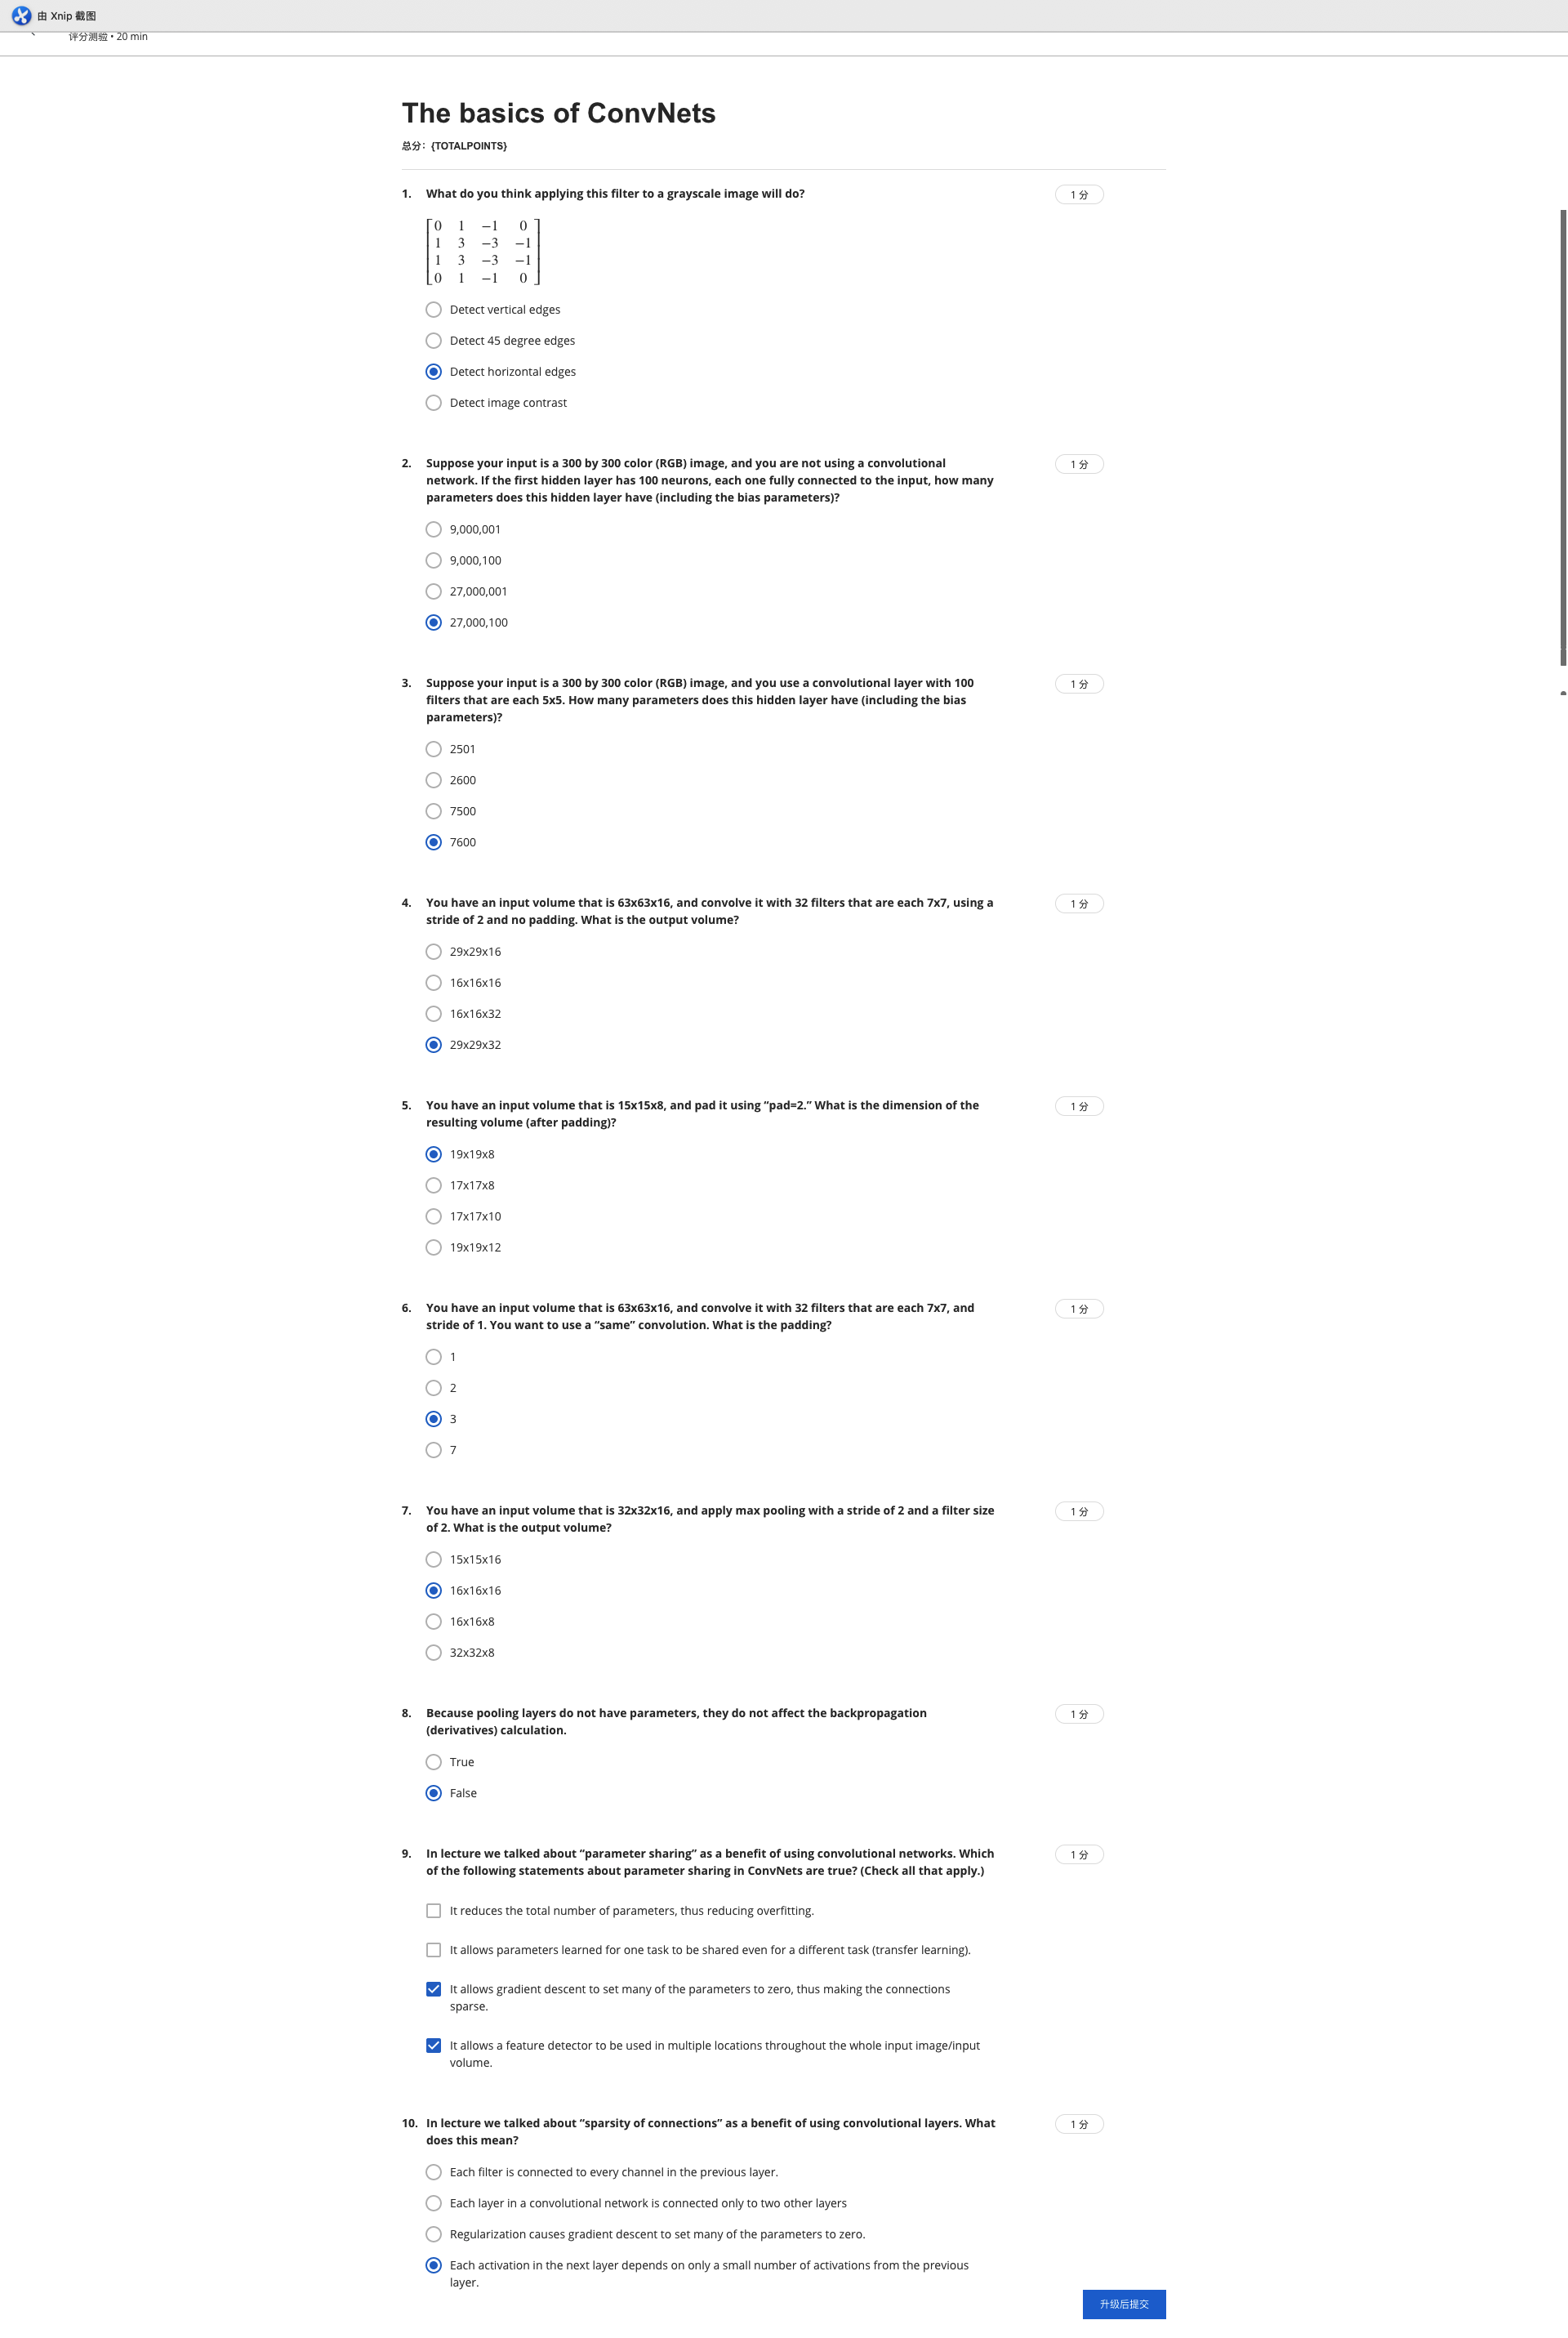 由 Xnip 截图
评分测验 • 20 min
The basics of ConvNets
总分：{TOTALPOINTS}
1. What do you think applying this filter to a grayscale image will do?
1 分
0 1 −1 0
1 3 −3 −1
1 3 −3 −1
0 1 −1 0
Detect vertical edges
Detect 45 degree edges
Detect horizontal edges
Detect image contrast
2. Suppose your input is a 300 by 300 color (RGB) image, and you are not using a convolutional
1 分
network. If the first hidden layer has 100 neurons, each one fully connected to the input, how many
parameters does this hidden layer have (including the bias parameters)?
9,000,001
9,000,100
27,000,001
27,000,100
3. Suppose your input is a 300 by 300 color (RGB) image, and you use a convolutional layer with 100
1 分
filters that are each 5x5. How many parameters does this hidden layer have (including the bias
parameters)?
2501
2600
7500
7600
4. You have an input volume that is 63x63x16, and convolve it with 32 filters that are each 7x7, using a
1 分
stride of 2 and no padding. What is the output volume?
29x29x16
16x16x16
16x16x32
29x29x32
5. You have an input volume that is 15x15x8, and pad it using “pad=2.” What is the dimension of the
1 分
resulting volume (after padding)?
19x19x8
17x17x8
17x17x10
19x19x12
6. You have an input volume that is 63x63x16, and convolve it with 32 filters that are each 7x7, and
1 分
stride of 1. You want to use a “same” convolution. What is the padding?
1
2
3
7
7. You have an input volume that is 32x32x16, and apply max pooling with a stride of 2 and a filter size
1 分
of 2. What is the output volume?
15x15x16
16x16x16
16x16x8
32x32x8
8. Because pooling layers do not have parameters, they do not affect the backpropagation
1 分
(derivatives) calculation.
True
False
9. In lecture we talked about “parameter sharing” as a benefit of using convolutional networks. Which
1 分
of the following statements about parameter sharing in ConvNets are true? (Check all that apply.)
It reduces the total number of parameters, thus reducing overfitting.
It allows parameters learned for one task to be shared even for a different task (transfer learning).
It allows gradient descent to set many of the parameters to zero, thus making the connections
sparse.
It allows a feature detector to be used in multiple locations throughout the whole input image/input
volume.
10. In lecture we talked about “sparsity of connections” as a benefit of using convolutional layers. What
1 分
does this mean?
Each filter is connected to every channel in the previous layer.
Each layer in a convolutional network is connected only to two other layers
Regularization causes gradient descent to set many of the parameters to zero.
Each activation in the next layer depends on only a small number of activations from the previous
layer.
升级后提交